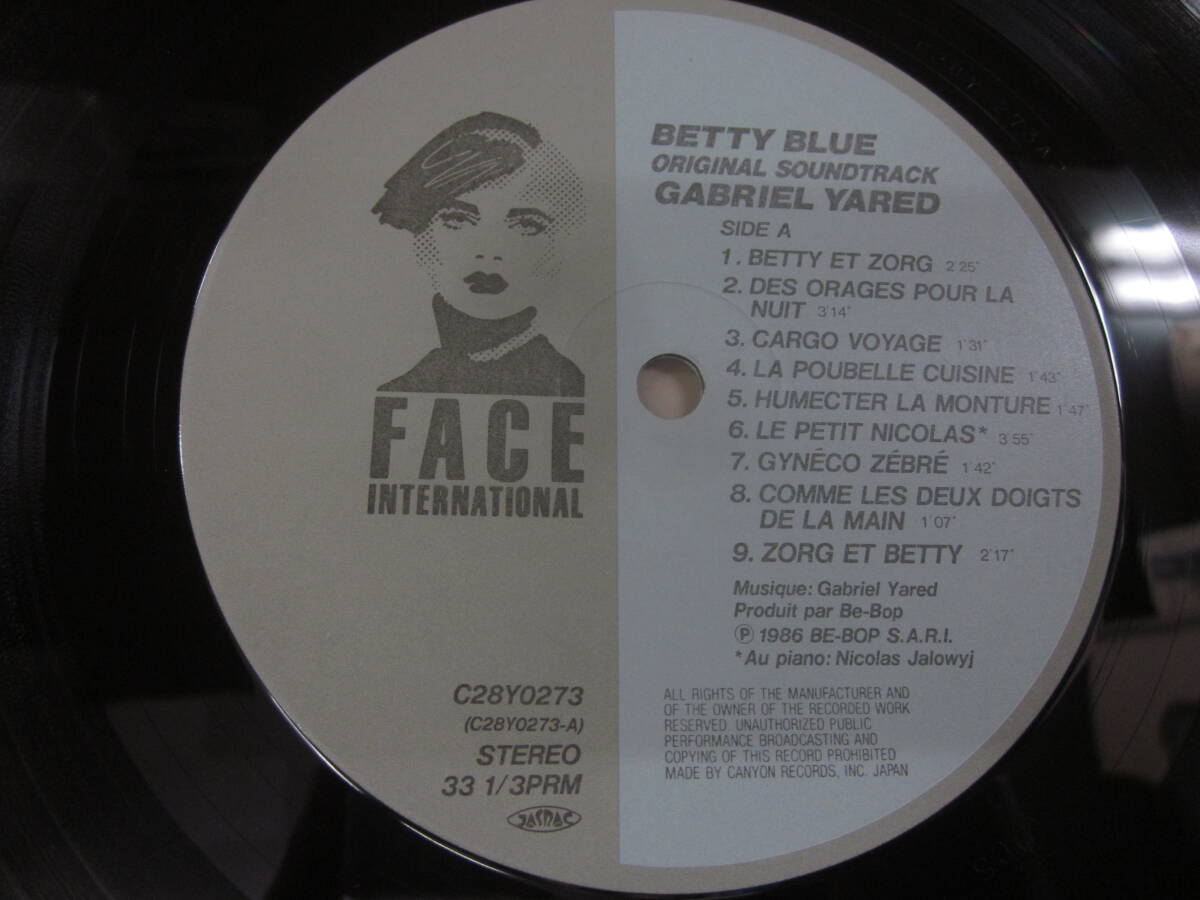 FACE
INTERNATIONAL
C28Y0273
(C28Y0273-A)
STEREO
33 1/3PRM
JASRAC
BETTY BLUE
ORIGINAL SOUNDTRACK
GABRIEL YARED
SIDE A
1. BETTY ET ZORG 2'25"
2. DES ORAGES POUR LA
NUIT 3'14"
3. CARGO VOYAGE 1'31"
4. LA POUBELLE CUISINE 1'43"
5. HUMECTER LA MONTURE 1'47"
6. LE PETIT NICOLAS* 3'55"
7. GYNÉCO ZÉBRÉ 1'42"
8. COMME LES DEUX DOIGTS
DE LA MAIN 1'07"
9. ZORG ET BETTY 2'17"
Musique: Gabriel Yared
Produit par Be-Bop
Ⓟ 1986 BE-BOP S.A.R.I.
*Au piano: Nicolas Jalowyj
ALL RIGHTS OF THE MANUFACTURER AND
OF THE OWNER OF THE RECORDED WORK
RESERVED. UNAUTHORIZED PUBLIC
PERFORMANCE BROADCASTING AND
COPYING OF THIS RECORD PROHIBITED
MADE BY CANYON RECORDS, INC. JAPAN